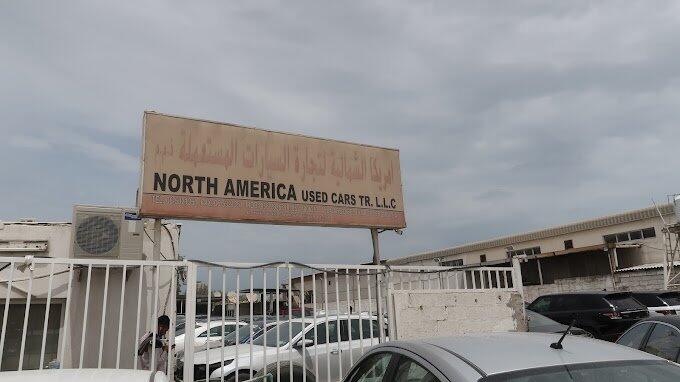 امريكا الشمالية لتجارة السيارات المستعملة ذ.م.م
NORTH AMERICA USED CARS TR. L.L.C